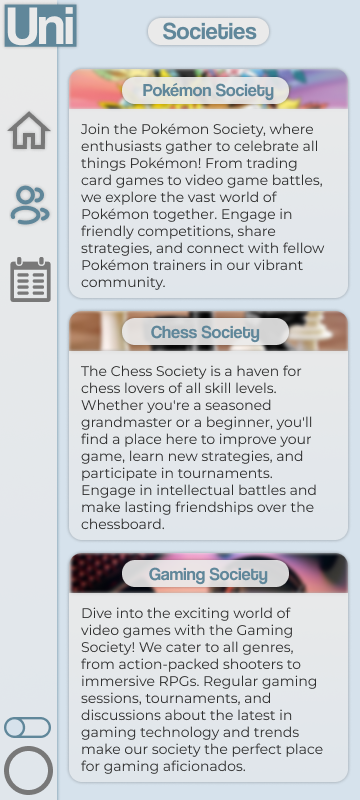 Uni
Societies
Pokémon Society
Join the Pokémon Society, where
enthusiasts gather to celebrate all
things Pokémon! From trading
card games to video game battles,
we explore the vast world of
Pokémon together. Engage in
friendly competitions, share
strategies, and connect with fellow
Pokémon trainers in our vibrant
community.
Chess Society
The Chess Society is a haven for
chess lovers of all skill levels.
Whether you're a seasoned
grandmaster or a beginner, you'll
find a place here to improve your
game, learn new strategies, and
participate in tournaments.
Engage in intellectual battles and
make lasting friendships over the
chessboard.
Gaming Society
Dive into the exciting world of
video games with the Gaming
Society! We cater to all genres,
from action-packed shooters to
immersive RPGs. Regular gaming
sessions, tournaments, and
discussions about the latest in
gaming technology and trends
make our society the perfect place
for gaming aficionados.